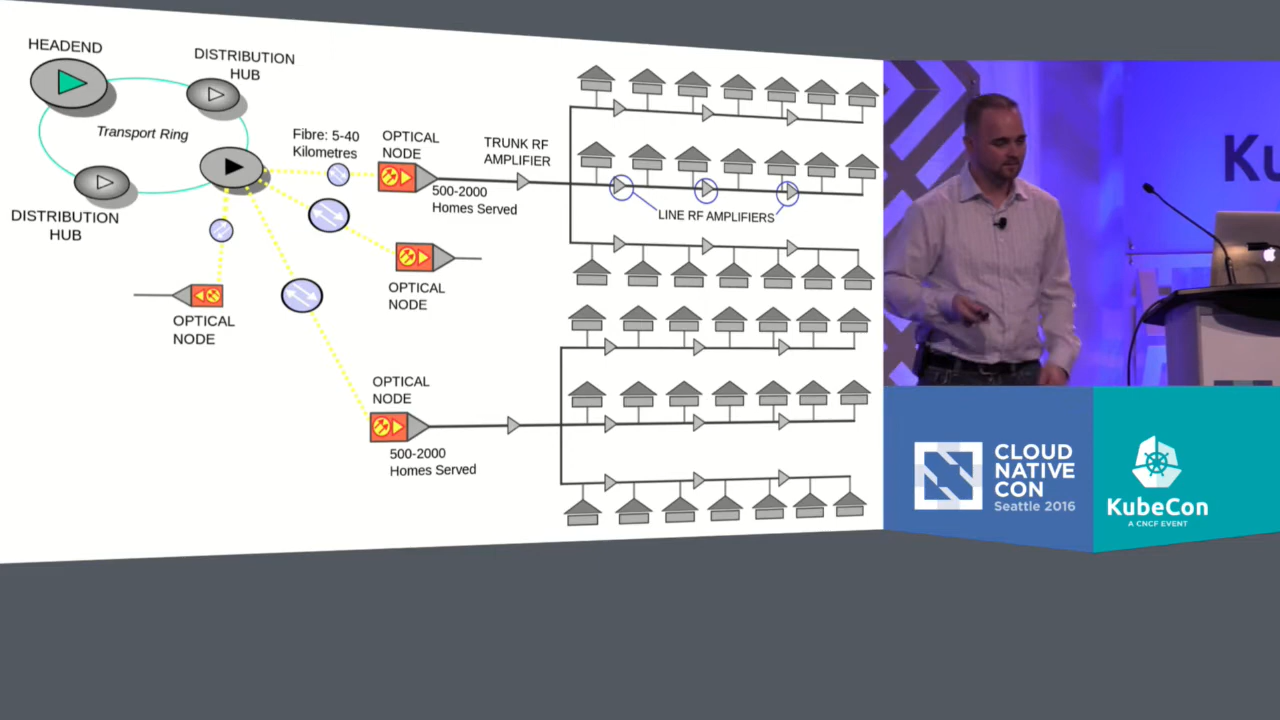 HEADEND
DISTRIBUTION
HUB
Transport Ring
DISTRIBUTION
HUB
Fibre: 5-40
Kilometres
OPTICAL
NODE
500-2000
Homes Served
TRUNK RF
AMPLIFIER
LINE RF AMPLIFIERS
OPTICAL
NODE
OPTICAL
NODE
OPTICAL
NODE
500-2000
Homes Served
Ku
CLOUD
NATIVE
CON
Seattle 2016
KubeCon
A CNCF EVENT